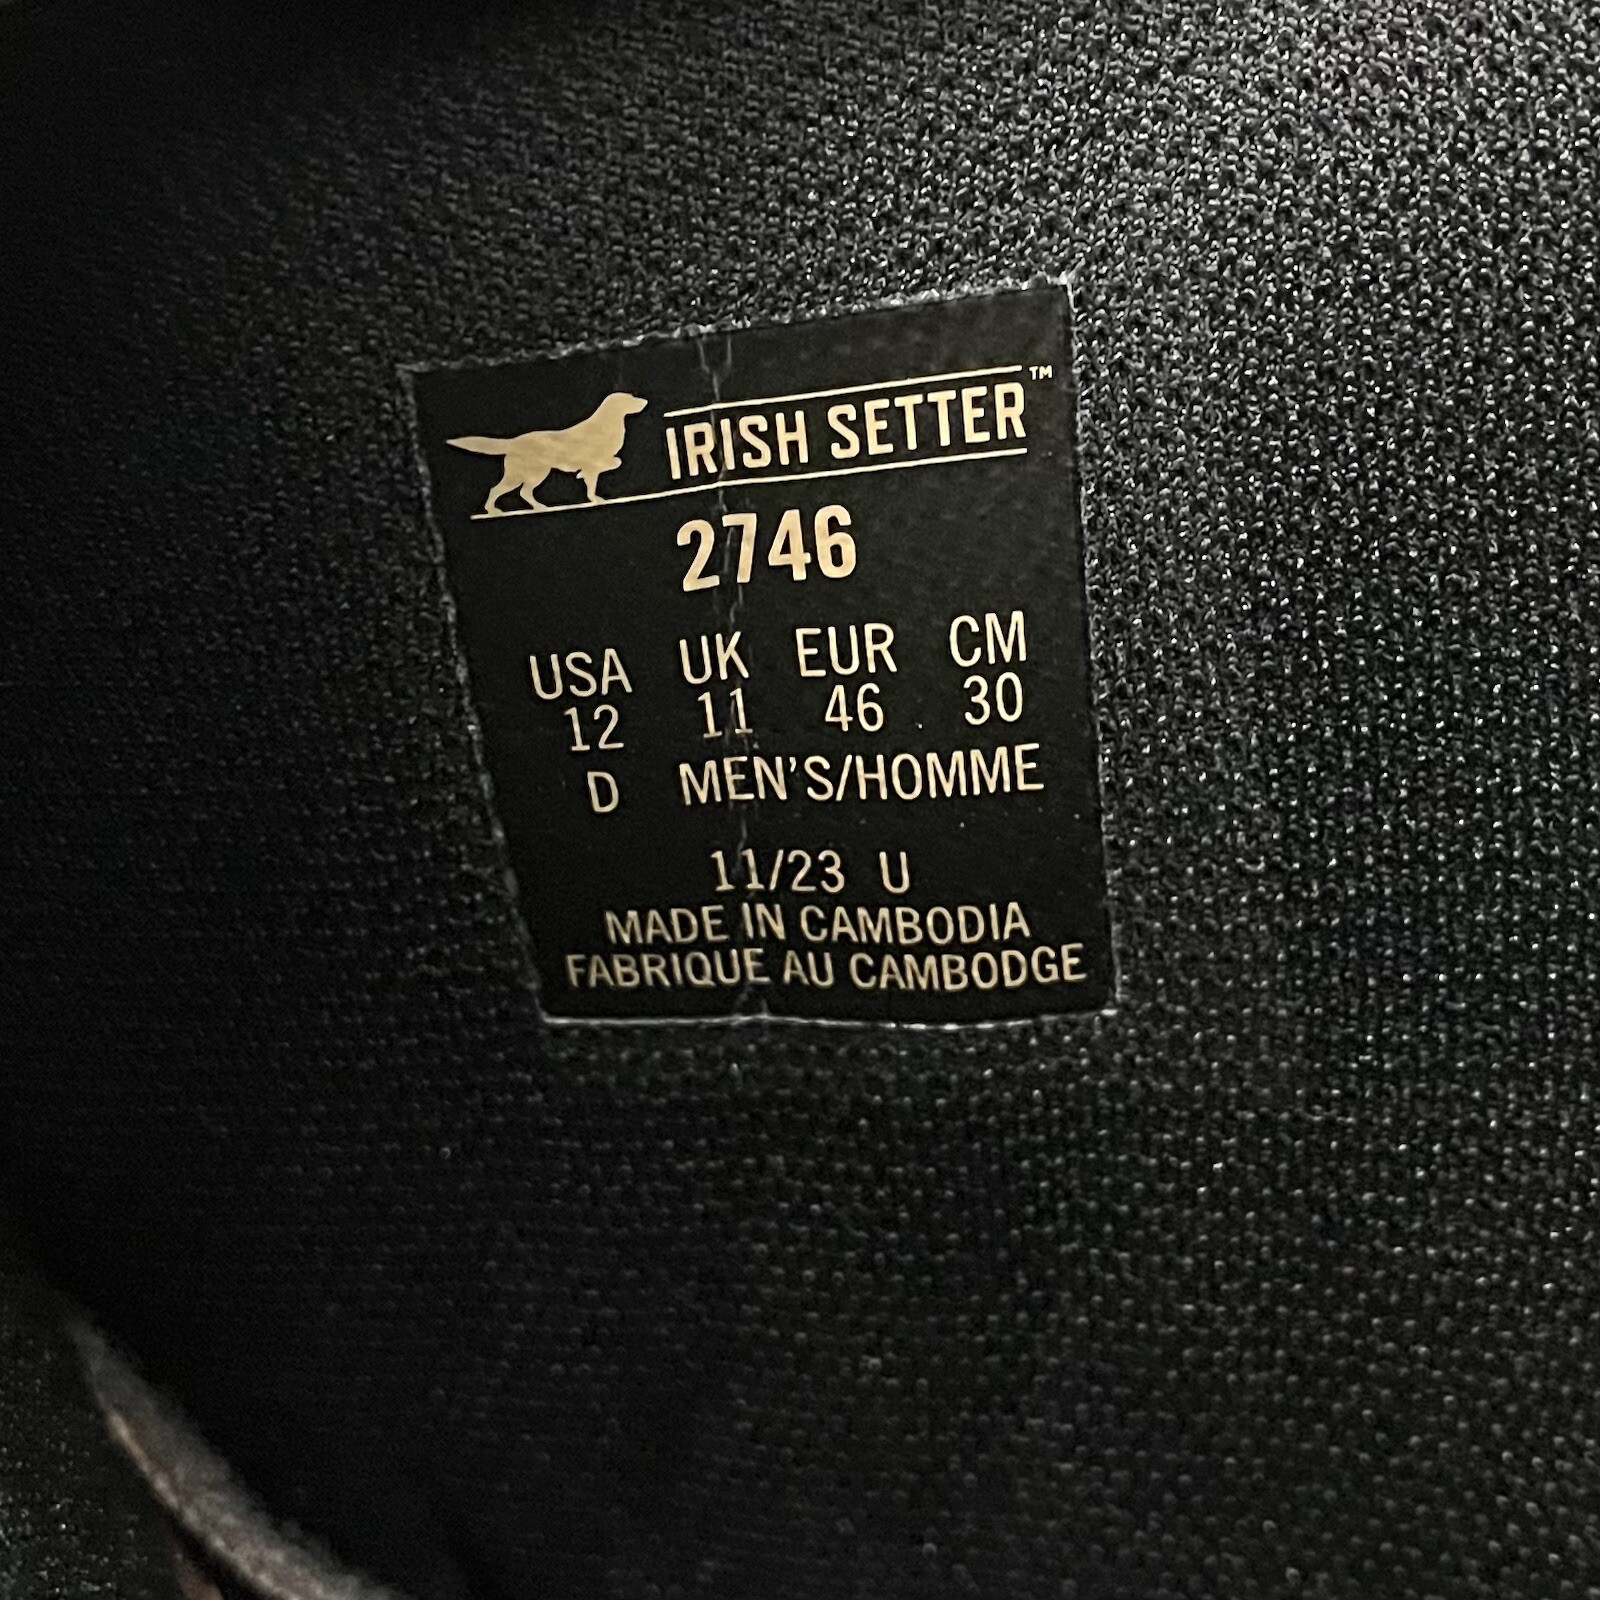 IRISH SETTER™
2746
USA UK EUR CM
12 11 46 30
D MEN'S/HOMME
11/23 U
MADE IN CAMBODIA
FABRIQUE AU CAMBODGE